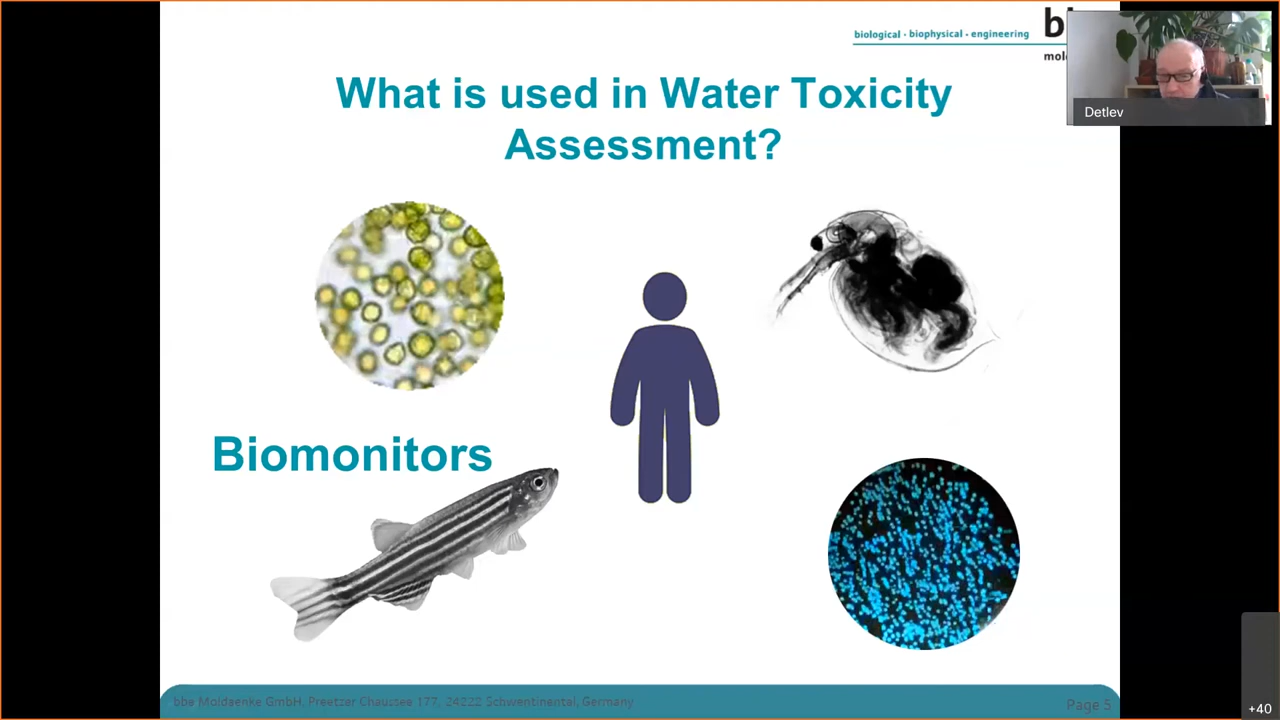 biological · biophysical · engineering
What is used in Water Toxicity
Assessment?
Detlev
Biomonitors
bbe Moldaenke GmbH, Preetzer Chaussee 177, 24222 Schwentinental, Germany
Page 5
+40